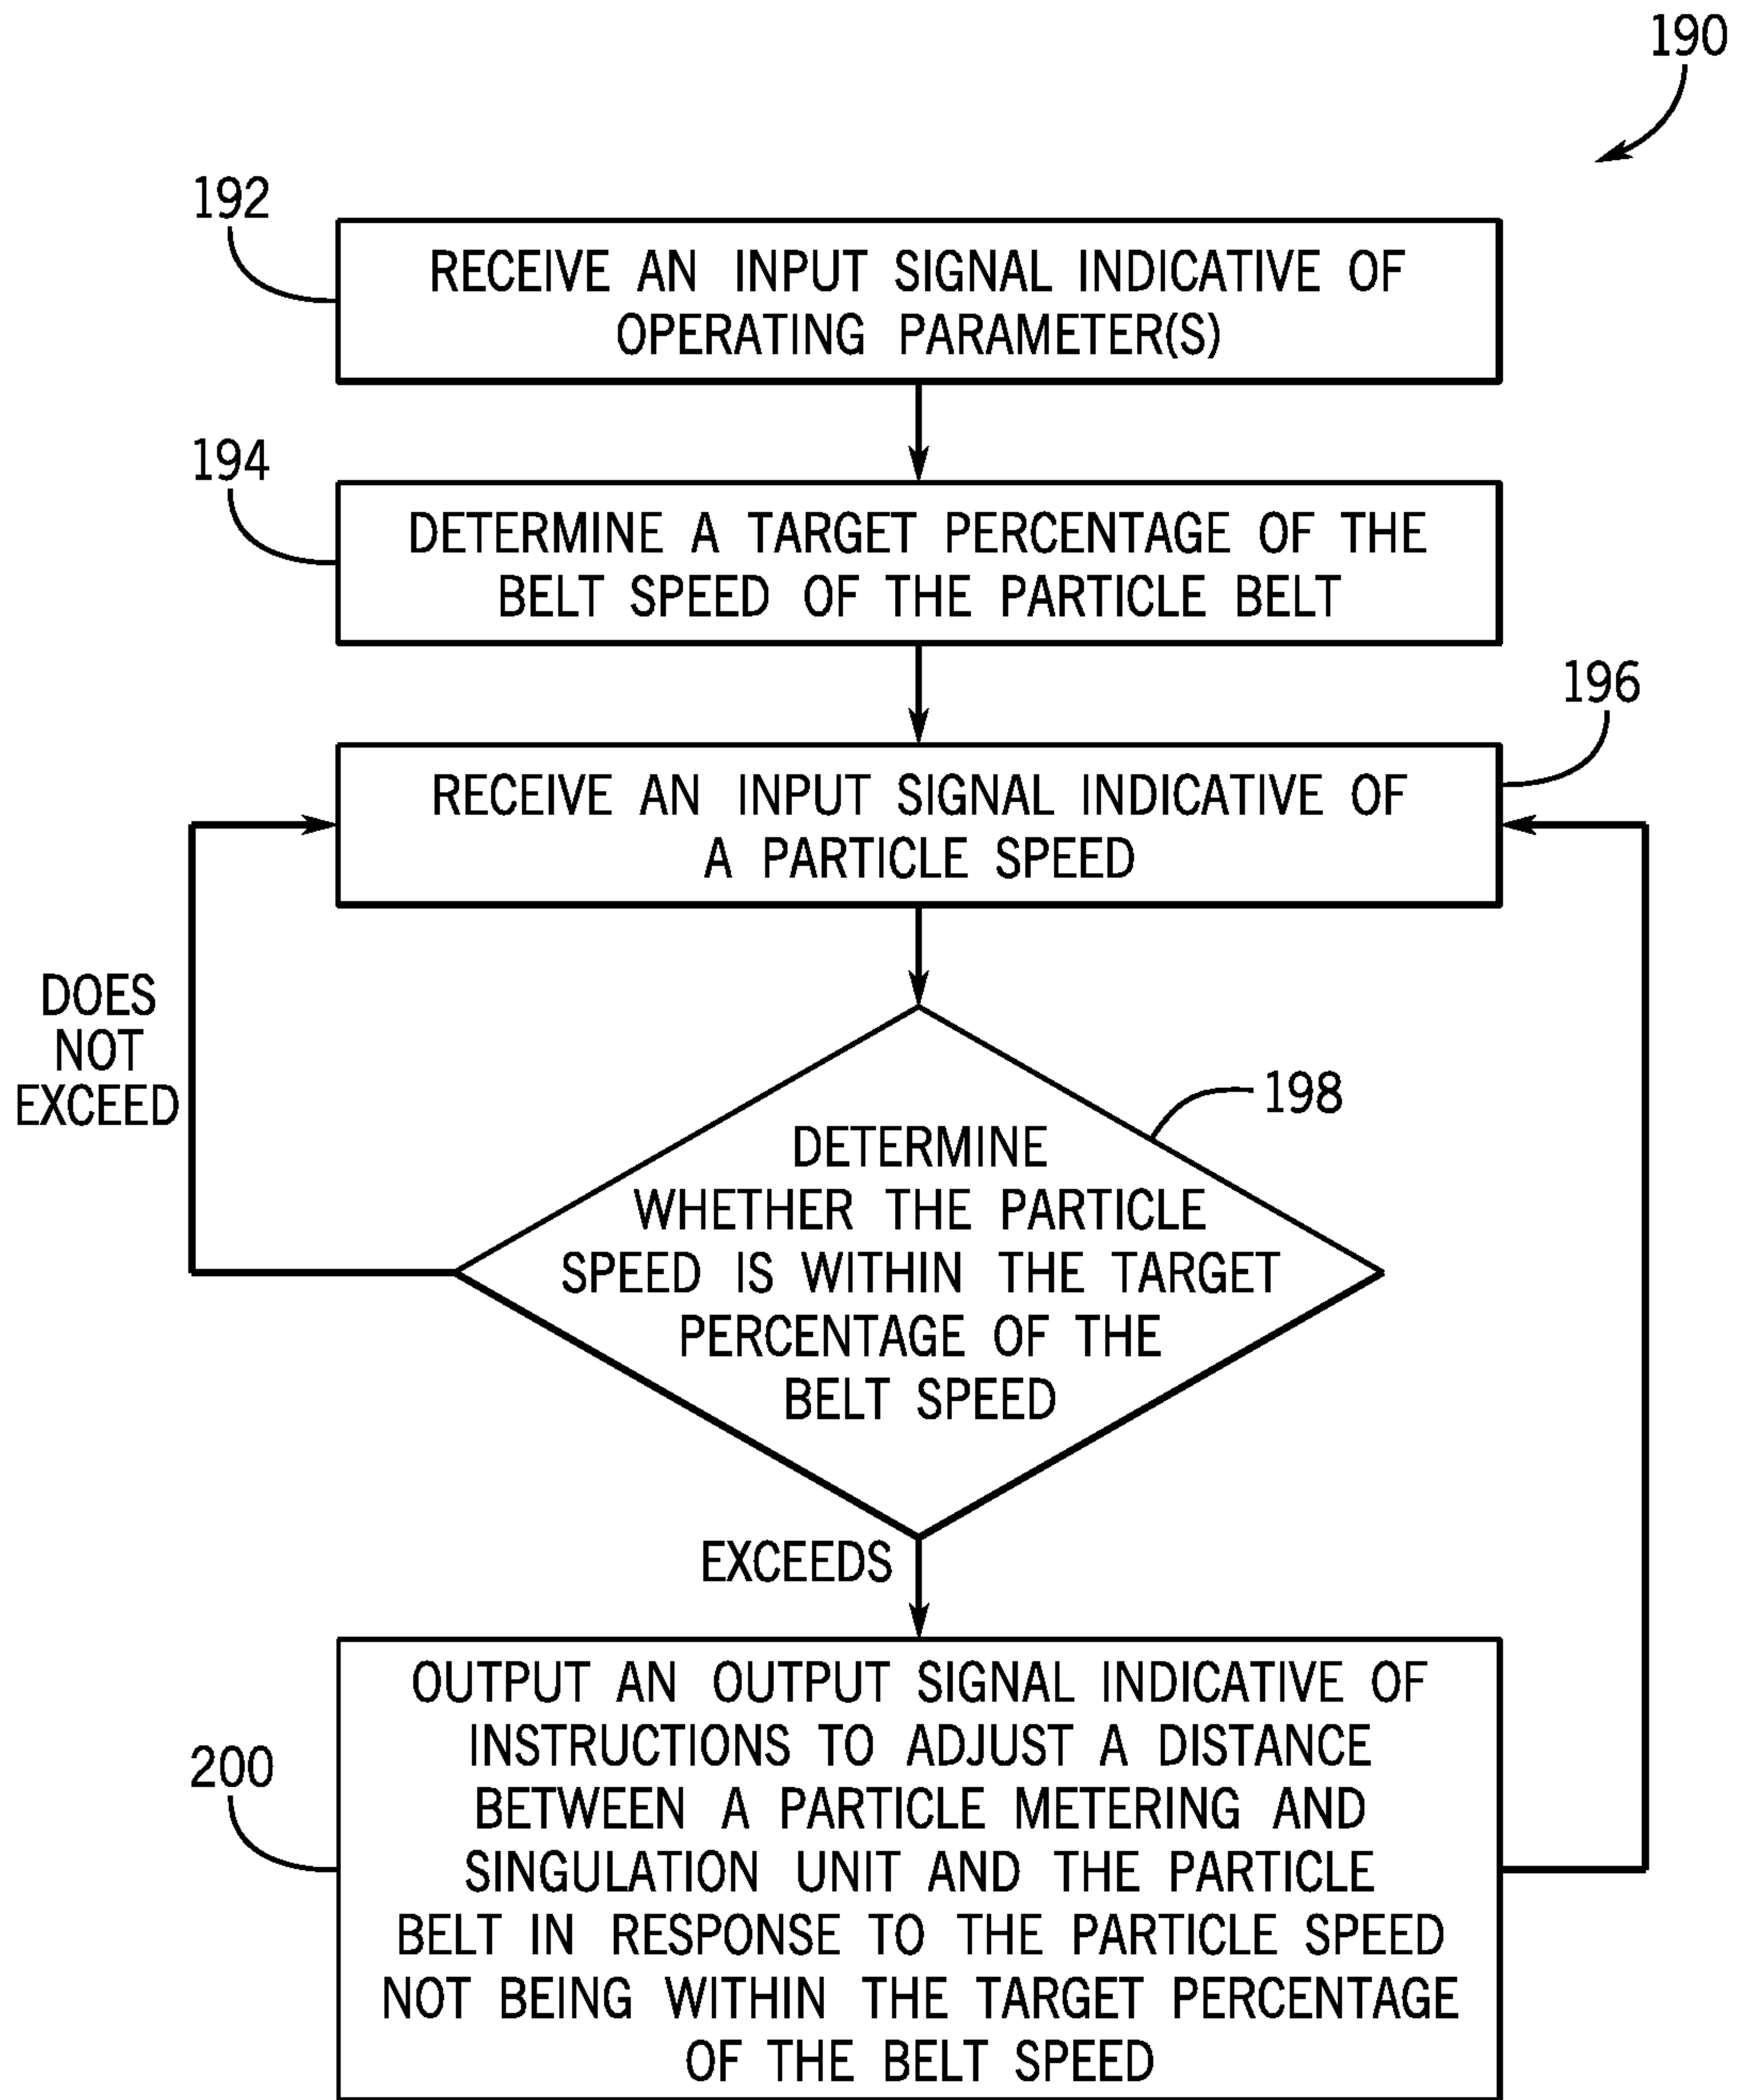 190
192
RECEIVE AN INPUT SIGNAL INDICATIVE OF
OPERATING PARAMETER(S)
194
DETERMINE A TARGET PERCENTAGE OF THE
BELT SPEED OF THE PARTICLE BELT
196
RECEIVE AN INPUT SIGNAL INDICATIVE OF
A PARTICLE SPEED
DOES
NOT
EXCEED
198
DETERMINE
WHETHER THE PARTICLE
SPEED IS WITHIN THE TARGET
PERCENTAGE OF THE
BELT SPEED
EXCEEDS
200
OUTPUT AN OUTPUT SIGNAL INDICATIVE OF
INSTRUCTIONS TO ADJUST A DISTANCE
BETWEEN A PARTICLE METERING AND
SINGULATION UNIT AND THE PARTICLE
BELT IN RESPONSE TO THE PARTICLE SPEED
NOT BEING WITHIN THE TARGET PERCENTAGE
OF THE BELT SPEED